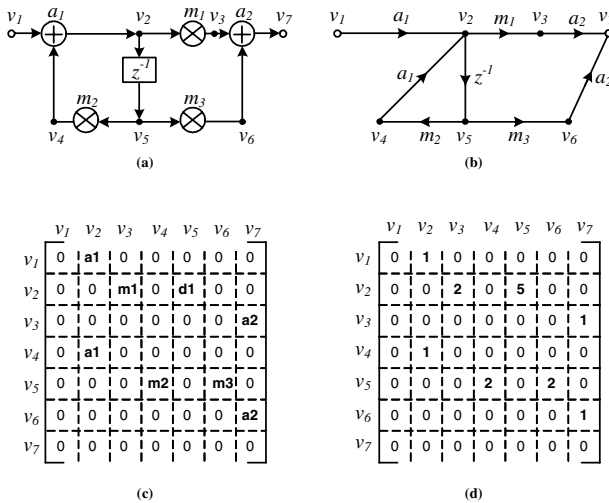 v1 a1 v2 m1 v3 a2 v7
z-1
m2 m3
v4 v5 v6
(a)
v1 a1 v2 m1 v3 a2
a1 z-1 a2
v4 m2 v5 m3 v6
(b)
v1 v2 v3 v4 v5 v6 v7
v1 0 a1 0 0 0 0 0
v2 0 0 m1 0 d1 0 0
v3 0 0 0 0 0 0 a2
v4 0 a1 0 0 0 0 0
v5 0 0 0 m2 0 m3 0
v6 0 0 0 0 0 0 a2
v7 0 0 0 0 0 0 0
(c)
v1 v2 v3 v4 v5 v6 v7
v1 0 1 0 0 0 0 0
v2 0 0 2 0 5 0 0
v3 0 0 0 0 0 0 1
v4 0 1 0 0 0 0 0
v5 0 0 0 2 0 2 0
v6 0 0 0 0 0 0 1
v7 0 0 0 0 0 0 0
(d)